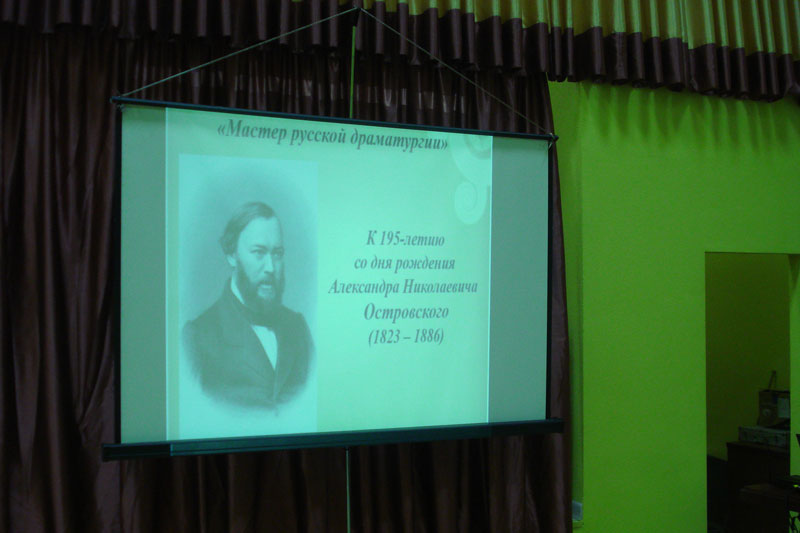 «Мастер русской драматургии»
К 195-летию
со дня рождения
Александра Николаевича
Островского
(1823 – 1886)